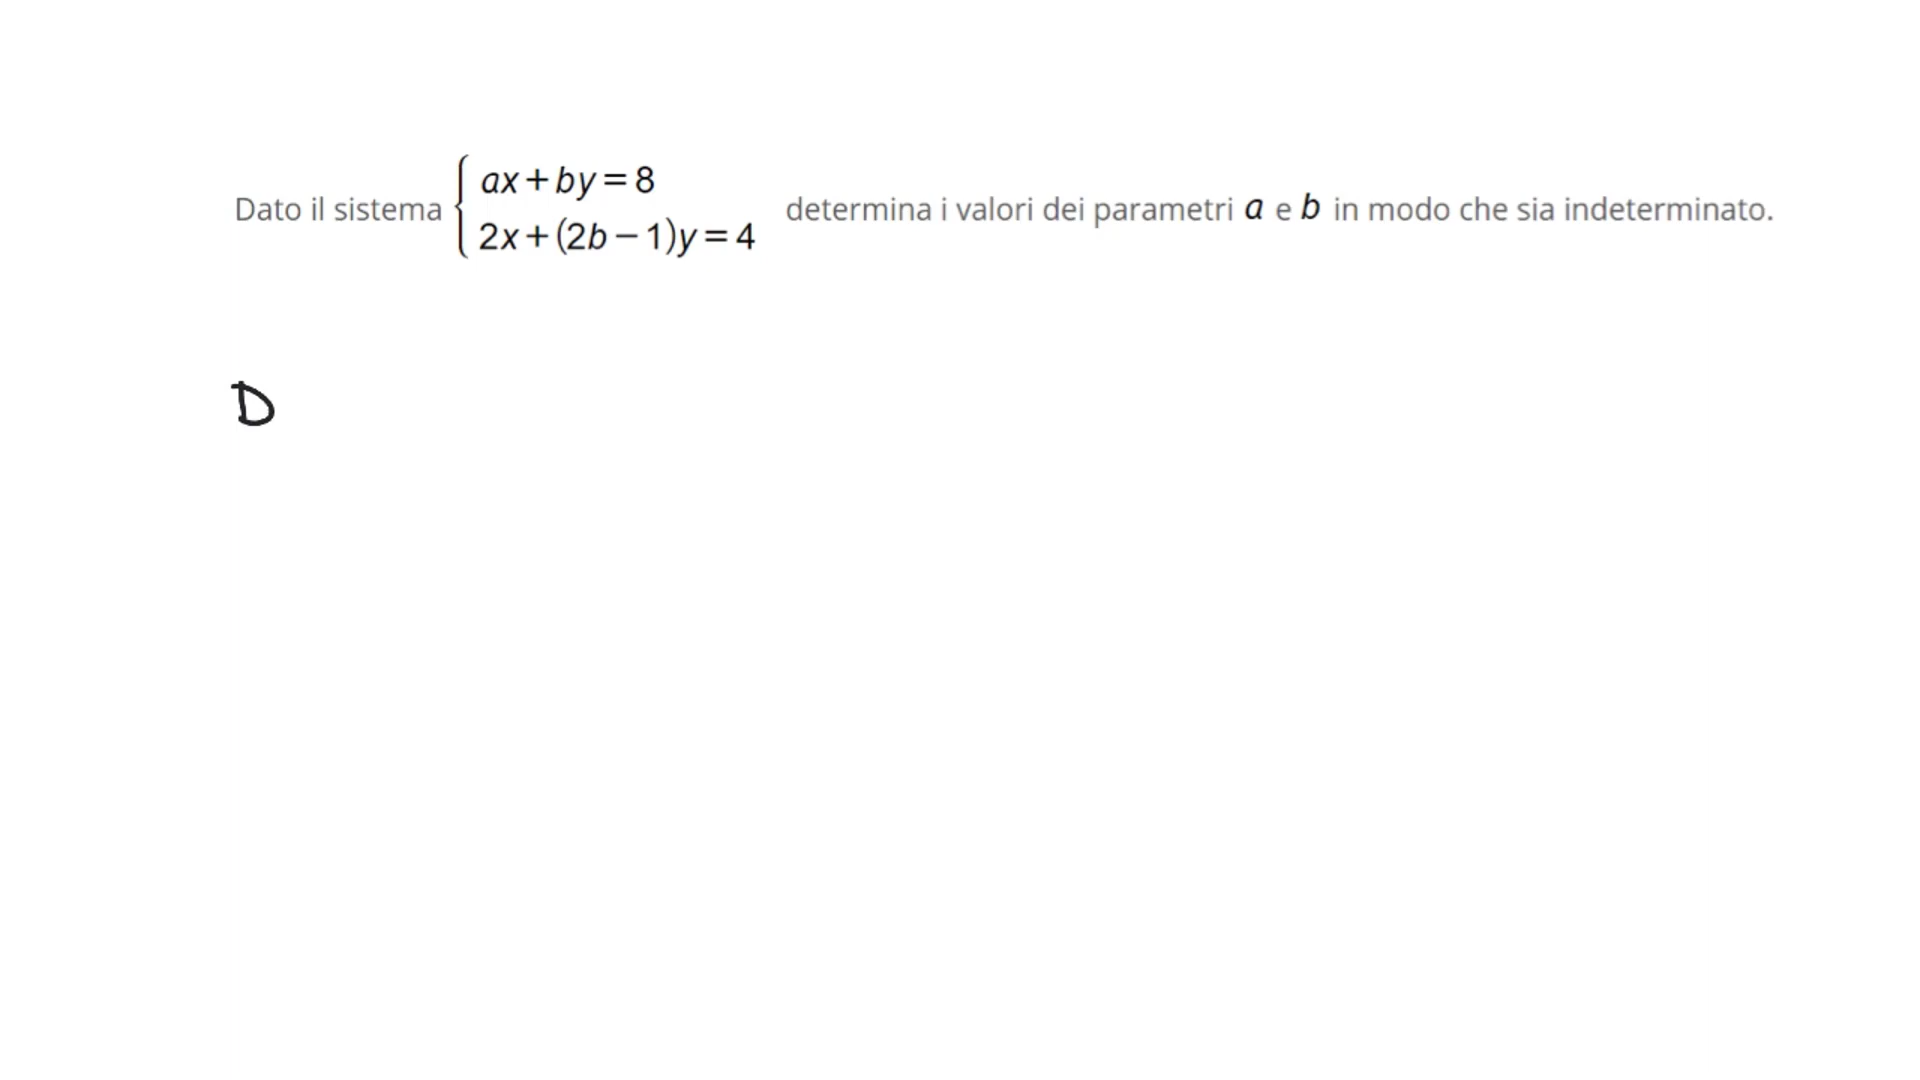 Dato il sistema { ax+by=8 2x+(2b−1)y=4 determina i valori dei parametri a e b in modo che sia indeterminato.
D